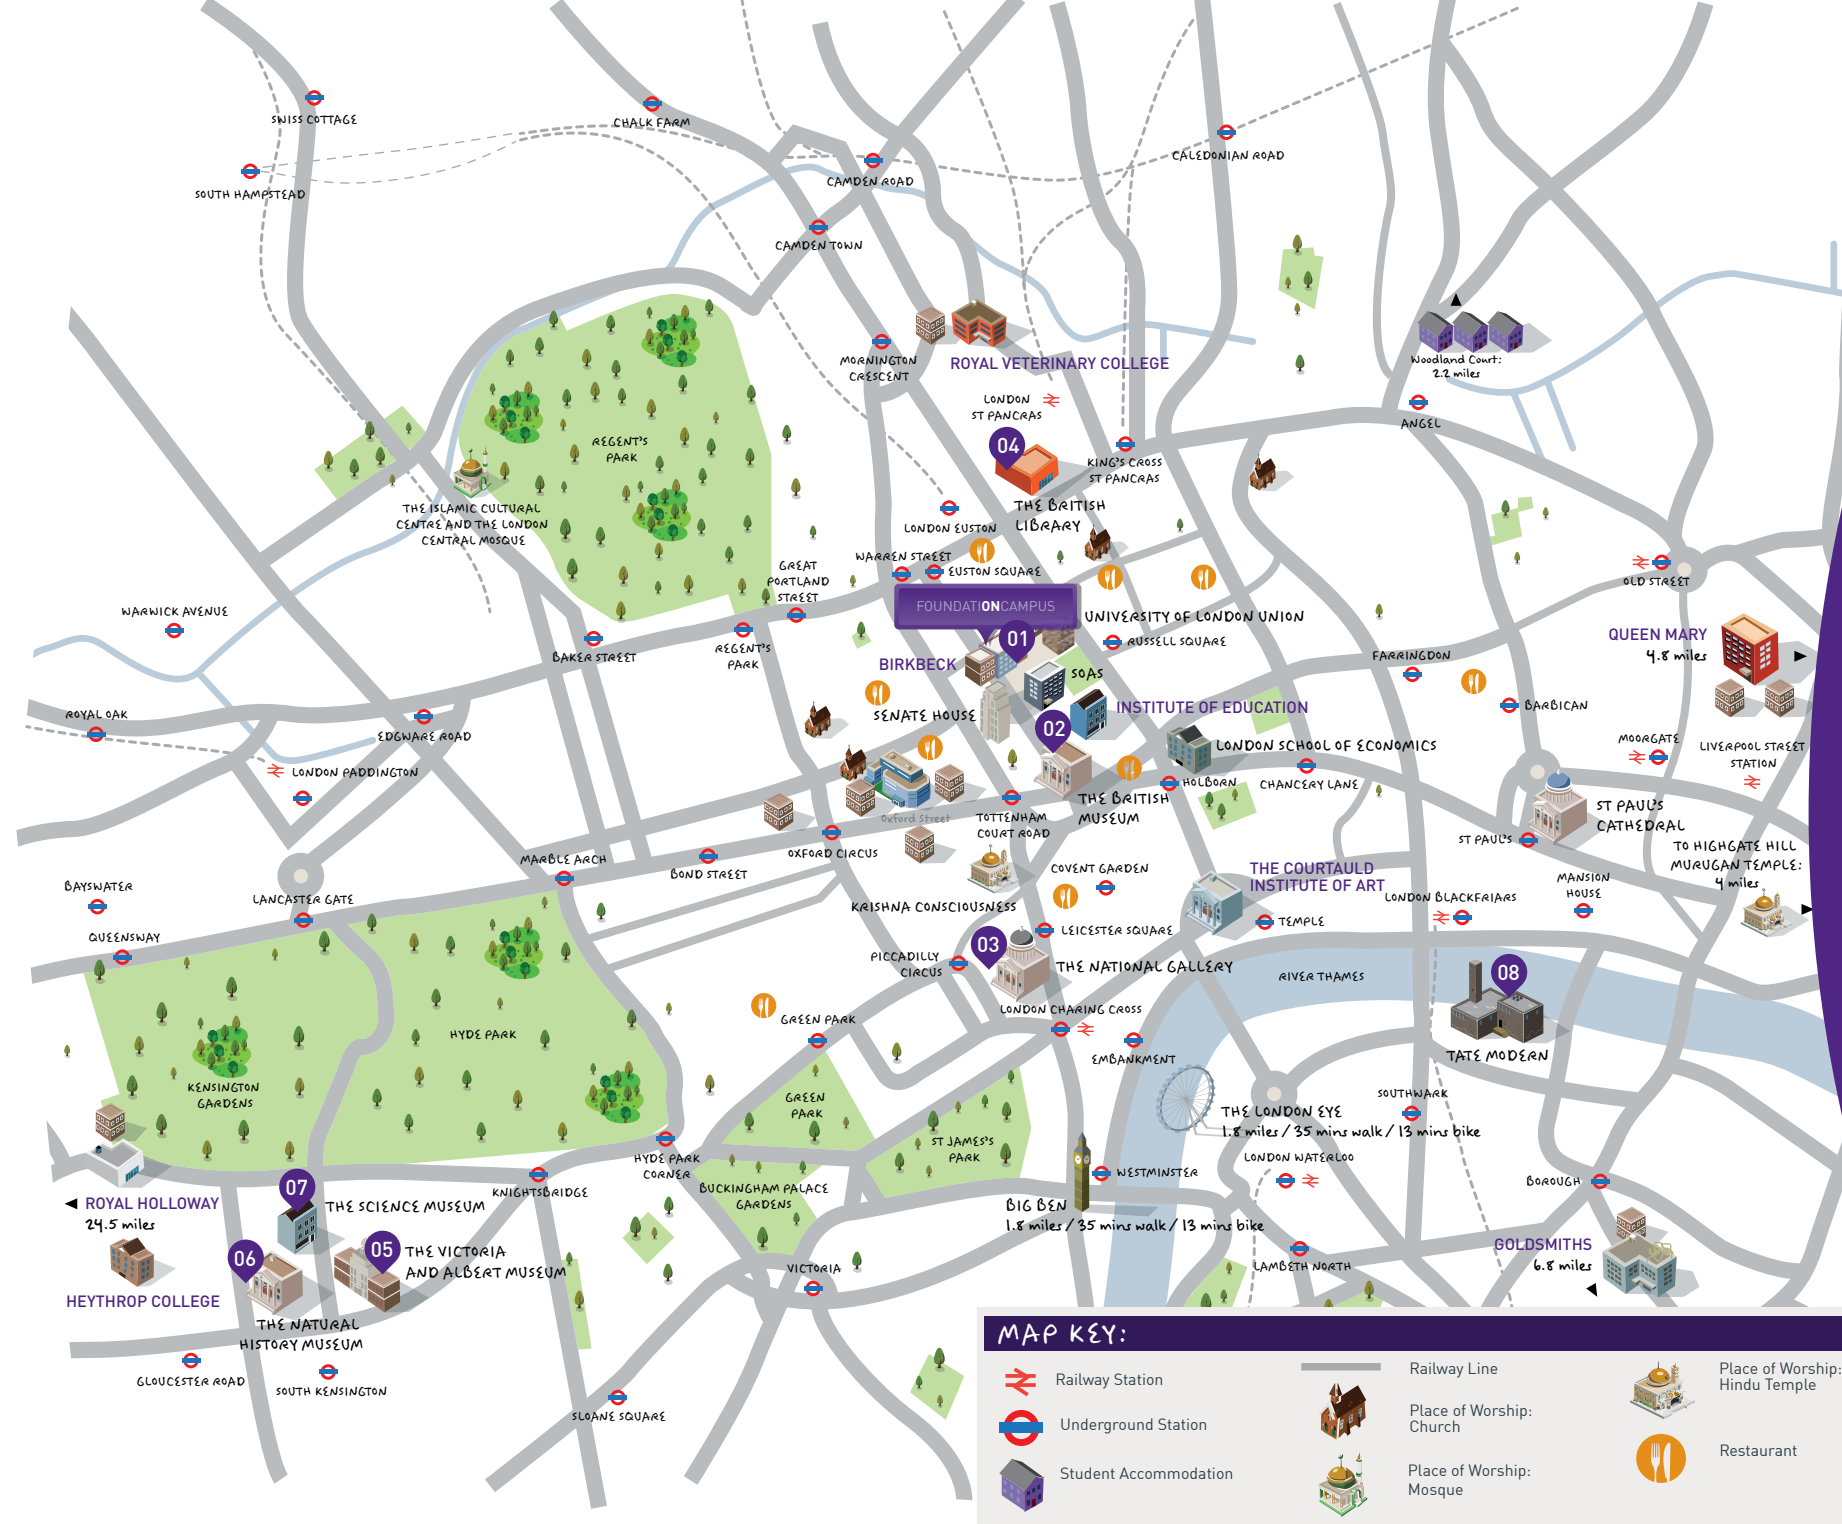 SWISS COTTAGE
CHALK FARM
CALEDONIAN ROAD
SOUTH HAMPSTEAD
CAMDEN ROAD
CAMDEN TOWN
MORNINGTON
CRESCENT
ROYAL VETERINARY COLLEGE
Woodland Court:
2.2 miles
LONDON
ST PANCRAS
ANGEL
04
REGENT'S
PARK
KING'S CROSS
ST PANCRAS
THE ISLAMIC CULTURAL
CENTRE AND THE LONDON
CENTRAL MOSQUE
THE BRITISH
LIBRARY
LONDON EUSTON
WARREN STREET
EUSTON SQUARE
GREAT
PORTLAND
STREET
OLD STREET
WARWICK AVENUE
FOUNDATIONCAMPUS
UNIVERSITY OF LONDON UNION
01
BAKER STREET
REGENT'S
PARK
RUSSELL SQUARE
BIRKBECK
SOAS
FARRINGDON
QUEEN MARY
4.8 miles
ROYAL OAK
EDGWARE ROAD
SENATE HOUSE
INSTITUTE OF EDUCATION
02
BARBICAN
LONDON PADDINGTON
LONDON SCHOOL OF ECONOMICS
MOORGATE
LIVERPOOL STREET
STATION
HOLBORN
CHANCERY LANE
THE BRITISH
MUSEUM
Oxford Street
TOTTENHAM
COURT ROAD
ST PAUL'S
CATHEDRAL
ST PAUL'S
OXFORD CIRCUS
MARBLE ARCH
BOND STREET
TO HIGHGATE HILL
MURUGAN TEMPLE:
4 miles
COVENT GARDEN
THE COURTAULD
INSTITUTE OF ART
BAYSWATER
LANCASTER GATE
MANSION
HOUSE
LONDON BLACKFRIARS
KRISHNA CONSCIOUSNESS
TEMPLE
QUEENSWAY
LEICESTER SQUARE
03
PICCADILLY
CIRCUS
THE NATIONAL GALLERY
RIVER THAMES
08
LONDON CHARING CROSS
GREEN PARK
HYDE PARK
EMBANKMENT
TATE MODERN
KENSINGTON
GARDENS
GREEN
PARK
SOUTHWARK
THE LONDON EYE
1.8 miles / 35 mins walk / 13 mins bike
ST JAMES'S
PARK
HYDE PARK
CORNER
LONDON WATERLOO
WESTMINSTER
BOROUGH
KNIGHTSBRIDGE
BUCKINGHAM PALACE
GARDENS
07
ROYAL HOLLOWAY
24.5 miles
THE SCIENCE MUSEUM
BIG BEN
1.8 miles / 35 mins walk / 13 mins bike
GOLDSMITHS
6.8 miles
06
05
THE VICTORIA
AND ALBERT MUSEUM
VICTORIA
LAMBETH NORTH
HEYTHROP COLLEGE
THE NATURAL
HISTORY MUSEUM
GLOUCESTER ROAD
SOUTH KENSINGTON
SLOANE SQUARE
MAP KEY:
Railway Station
Underground Station
Student Accommodation
Railway Line
Place of Worship:
Church
Place of Worship:
Mosque
Place of Worship:
Hindu Temple
Restaurant